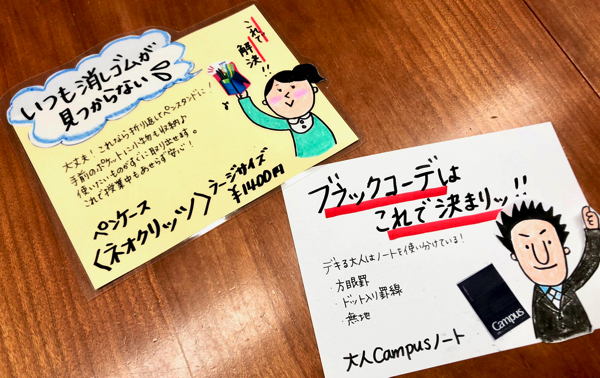 いつも消しゴムが
見つからない
これで
解決!!
大丈夫!これなら折り返してペンスタンドに!
手前のポケットに小物も収納♪
使いたいものがすぐに取り出せます。
これで授業中もあせらず安心!
ペンケース
〈ネオクリッツ〉ラージサイズ
¥1400円
ブラックコーデは
これで決まりッ!!
デキる大人はノートを使い分けている!
・方眼罫
・ドット入り罫線
・無地
Campus
大人Campusノート